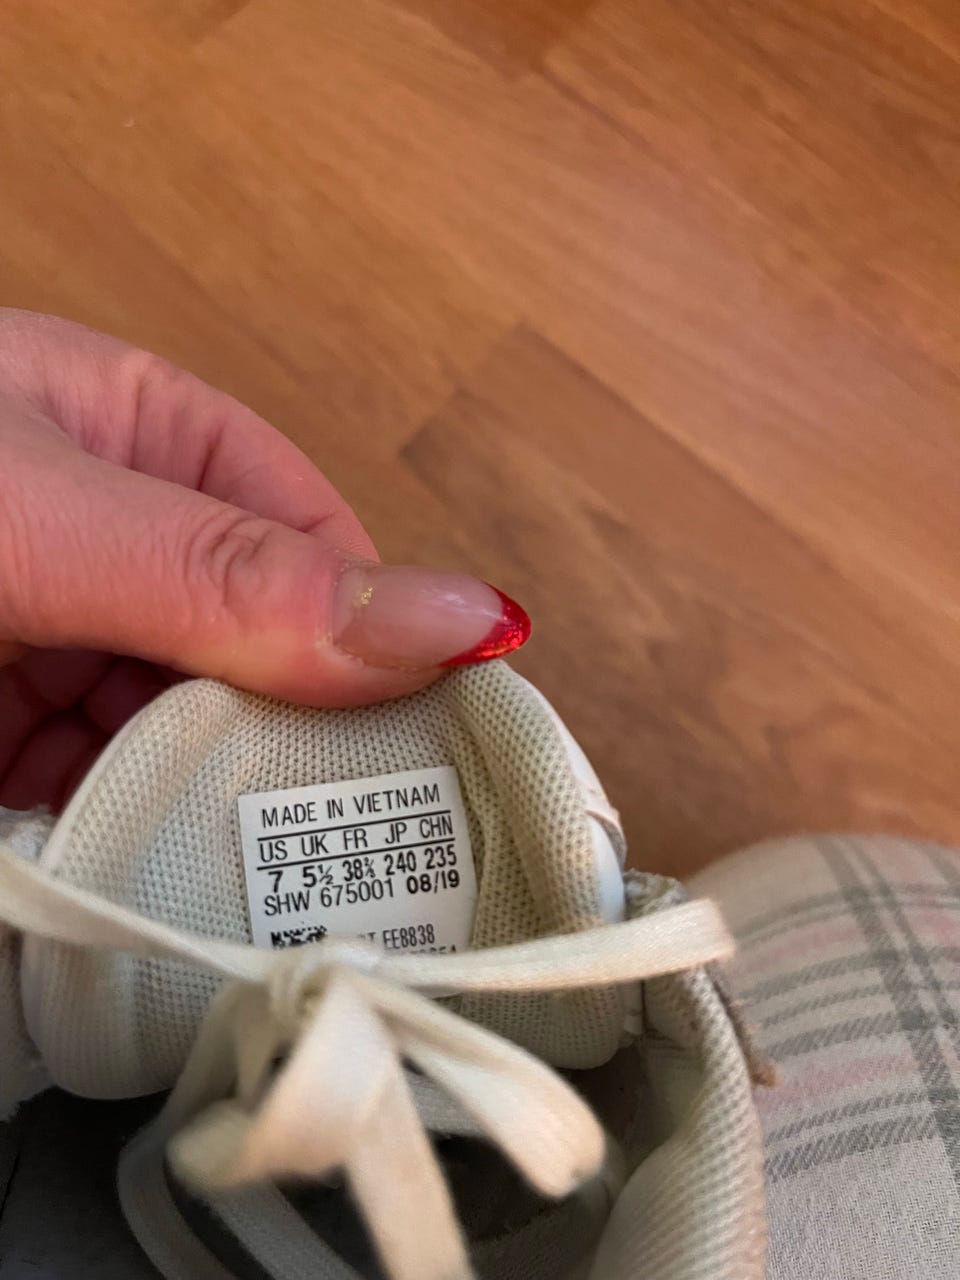 MADE IN VIETNAM
US UK FR JP CHN
7 5½ 38⅔ 240 235
SHW 675001 08/19
EE8838